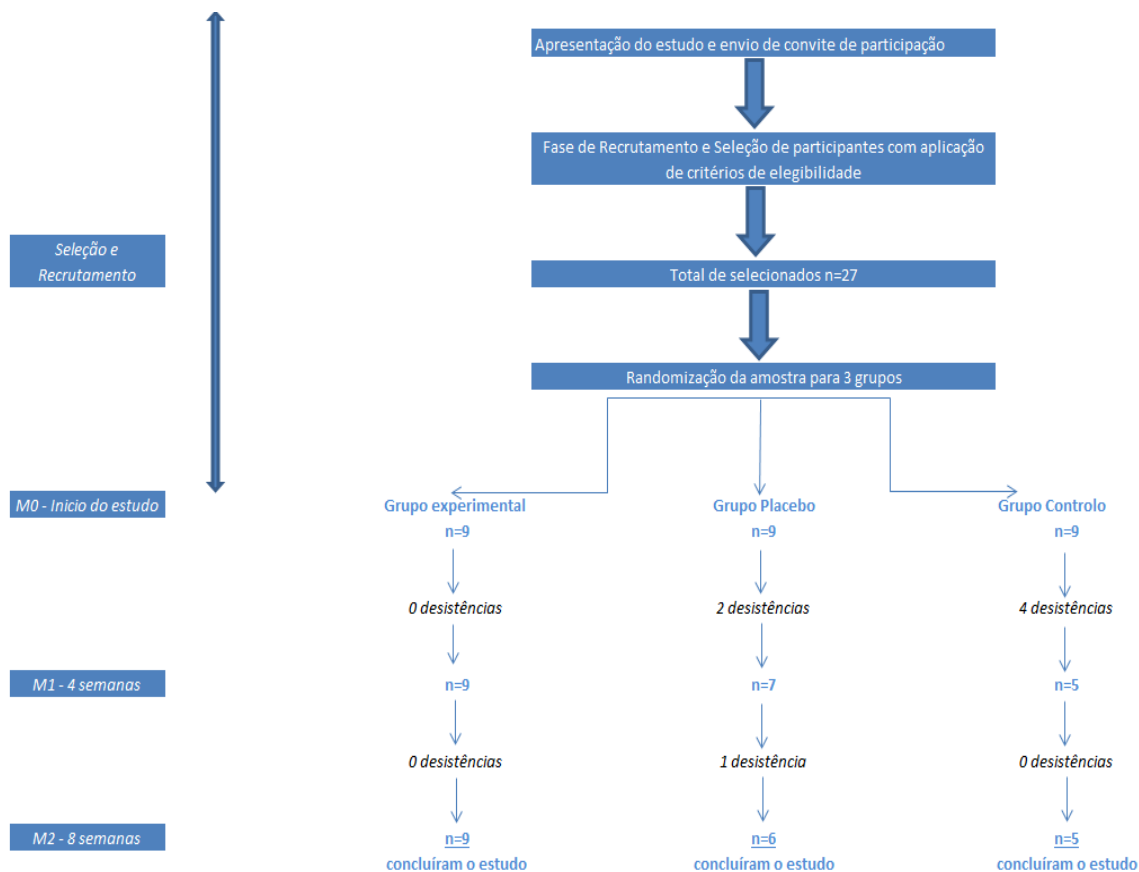 Apresentação do estudo e envio de convite de participação
Fase de Recrutamento e Seleção de participantes com aplicação
de critérios de elegibilidade
Seleção e
Recrutamento
Total de selecionados n=27
Randomização da amostra para 3 grupos
M0 - Inicio do estudo
Grupo experimental
n=9
Grupo Placebo
n=9
Grupo Controlo
n=9
0 desistências
2 desistências
4 desistências
M1 - 4 semanas
n=9
n=7
n=5
0 desistências
1 desistência
0 desistências
M2 - 8 semanas
n=9
concluíram o estudo
n=6
concluíram o estudo
n=5
concluíram o estudo